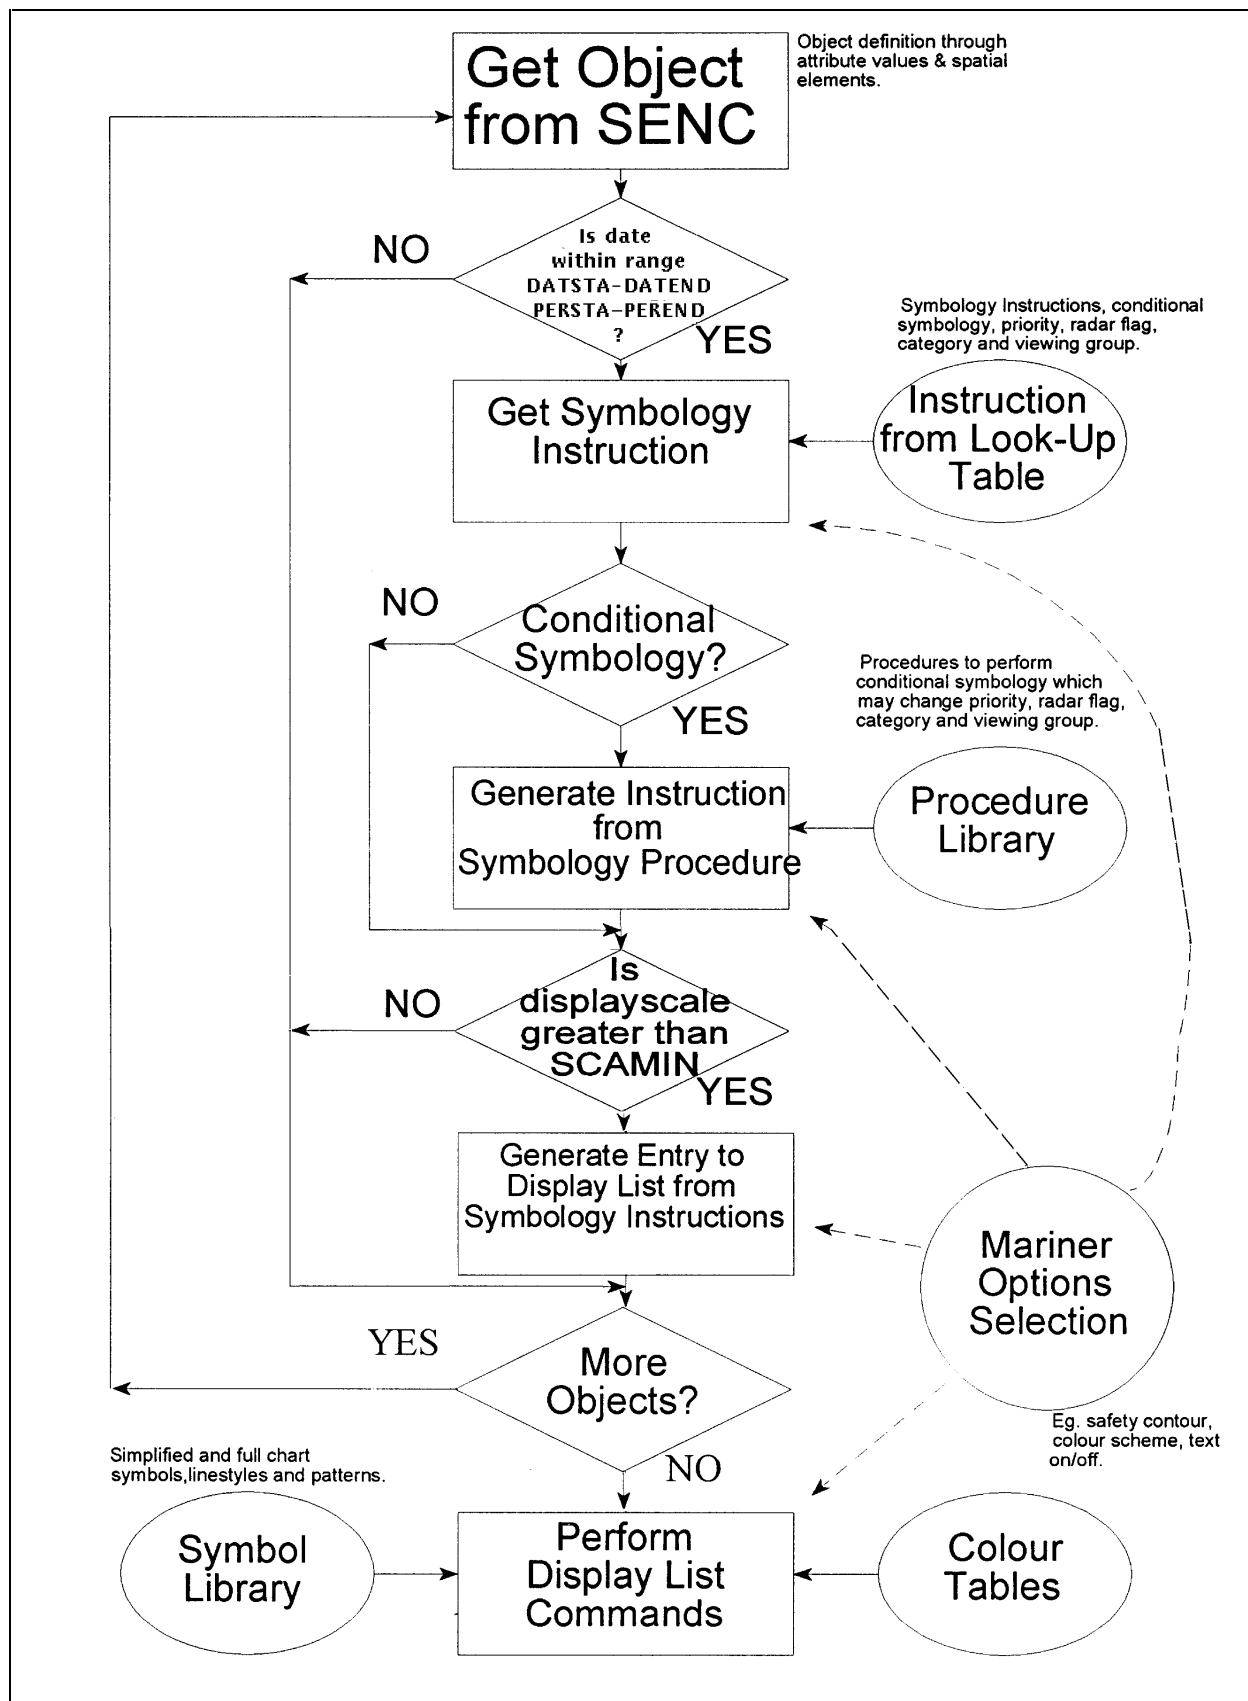 Get Object
from SENC
Object definition through
attribute values & spatial
elements.
NO
Is date
within range
DATSTA-DATEND
PERSTA-PEREND
?
YES
Symbology Instructions, conditional
symbology, priority, radar flag,
category and viewing group.
Get Symbology
Instruction
Instruction
from Look-Up
Table
NO
Conditional
Symbology?
YES
Procedures to perform
conditional symbology which
may change priority, radar flag,
category and viewing group.
Generate Instruction
from
Symbology Procedure
Procedure
Library
NO
Is
displayscale
greater than
SCAMIN
YES
Generate Entry to
Display List from
Symbology Instructions
Mariner
Options
Selection
YES
More
Objects?
NO
Eg. safety contour,
colour scheme, text
on/off.
Simplified and full chart
symbols,linestyles and patterns.
Symbol
Library
Perform
Display List
Commands
Colour
Tables